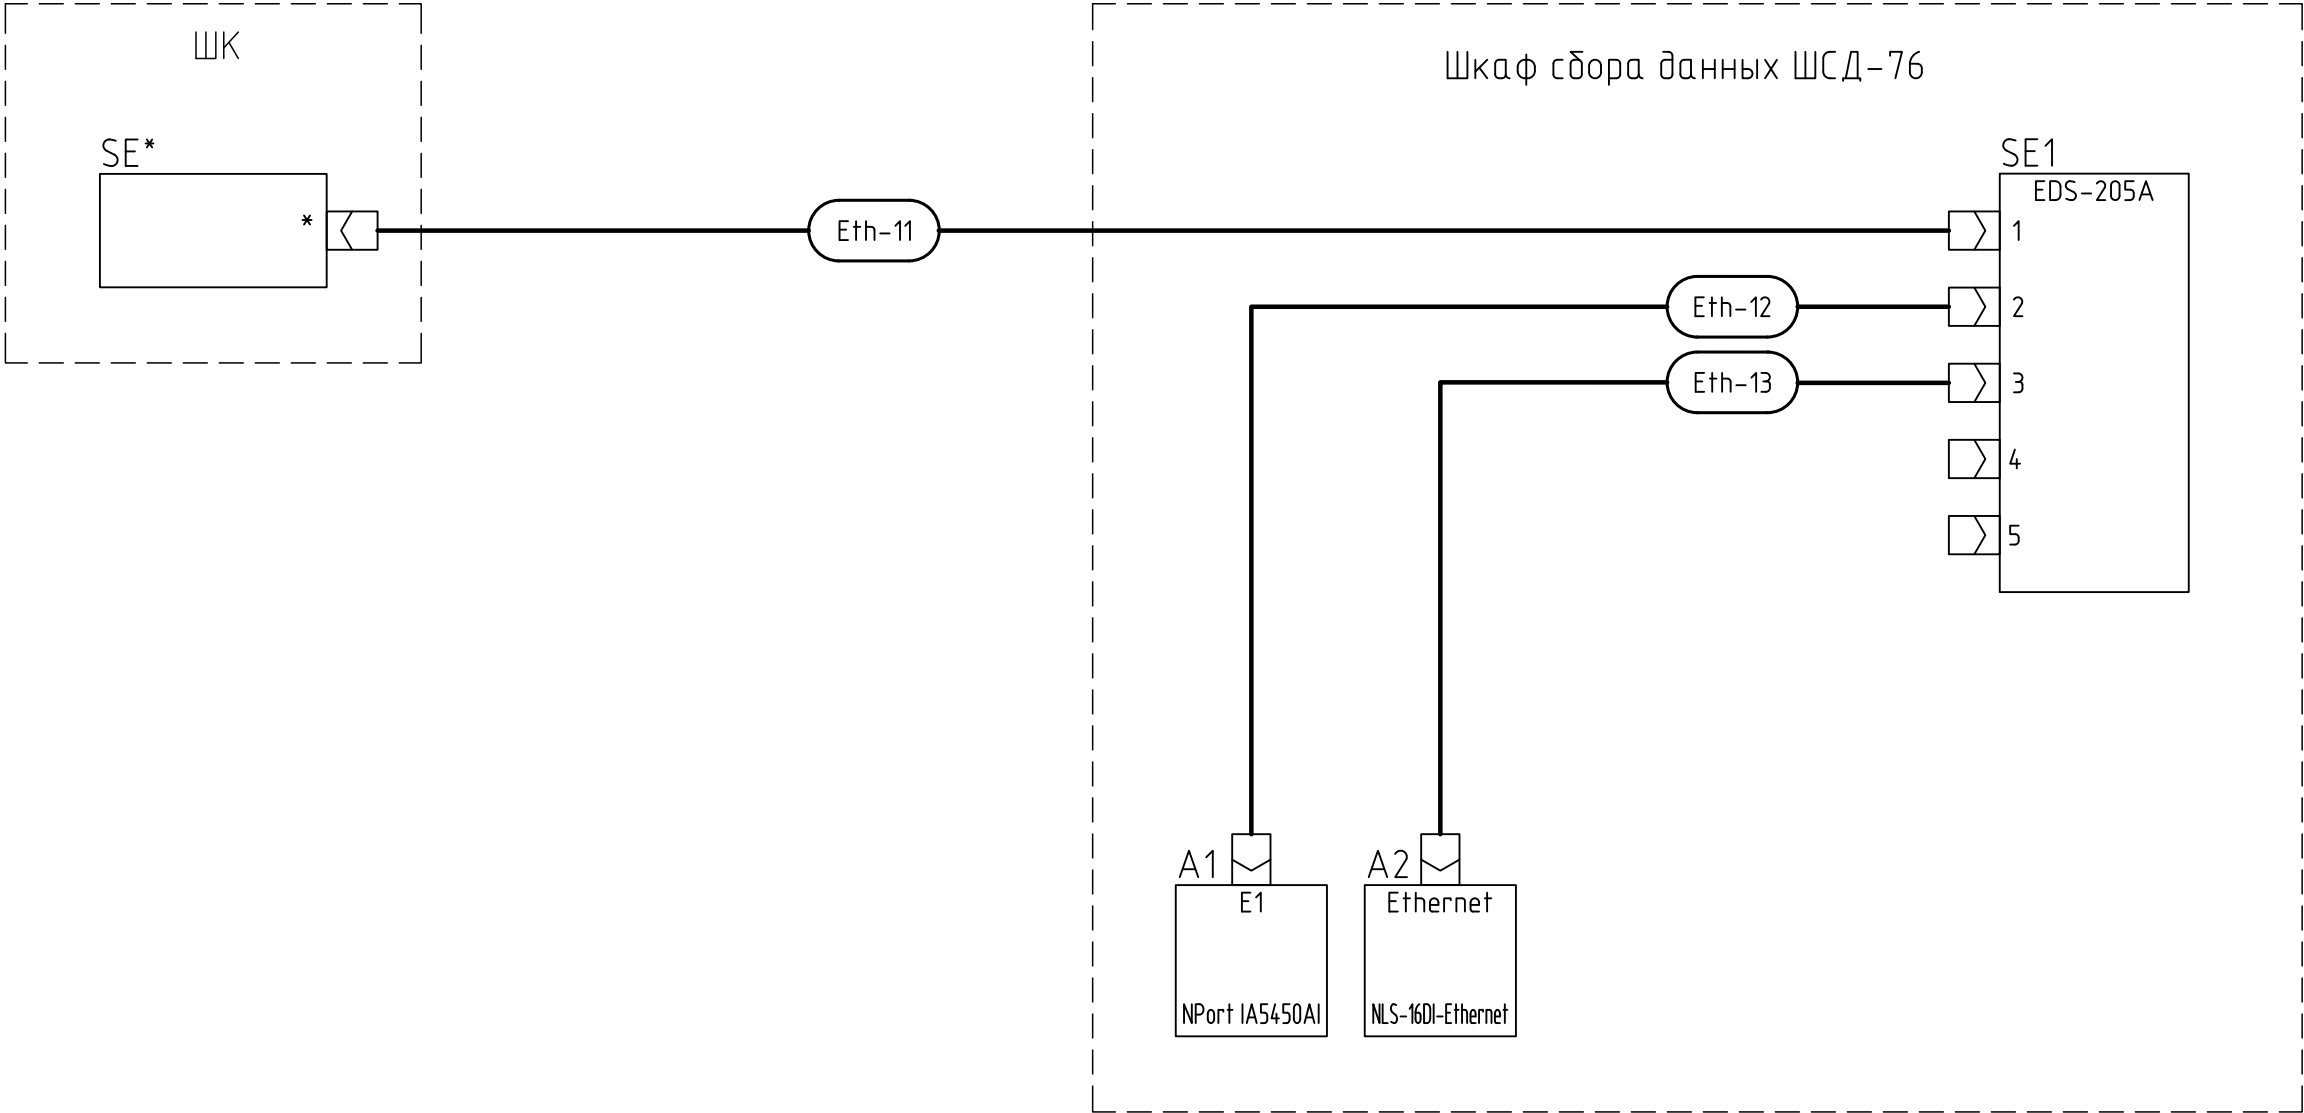 ШК
Шкаф сбора данных ШСД-76
SE*
*
Eth-11
SE1
EDS-205A
1
Eth-12
2
Eth-13
3
4
5
A1
E1
NPort IA5450AI
A2
Ethernet
NLS-16DI-Ethernet